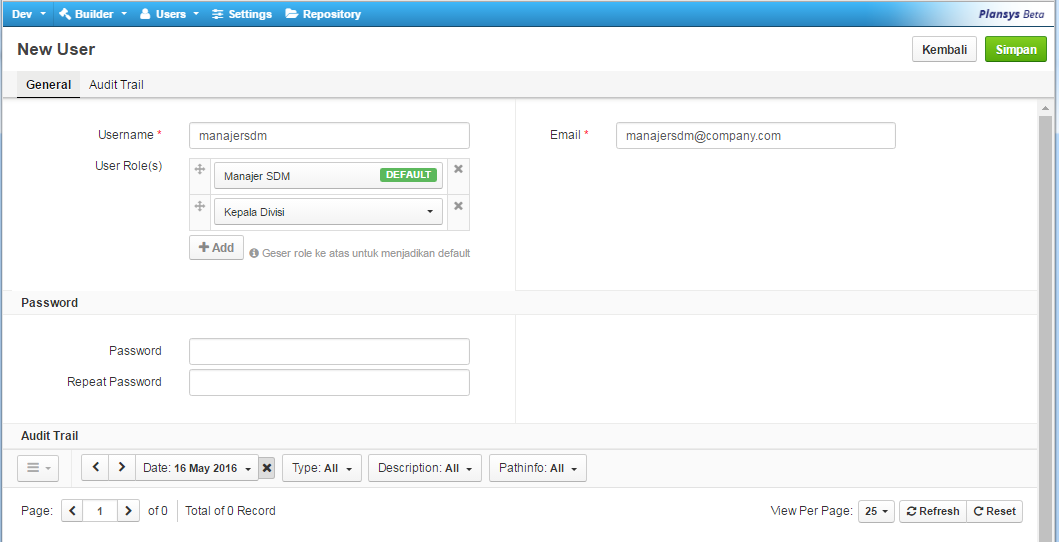 Dev Builder Users Settings Repository Plansys Beta
New User Kembali Simpan
General Audit Trail
Username * manajersdm Email * manajersdm@company.com
User Role(s) Manajer SDM DEFAULT
Kepala Divisi
Add Geser role ke atas untuk menjadikan default
Password
Password
Repeat Password
Audit Trail
Date: 16 May 2016 Type: All Description: All Pathinfo: All
Page: 1 of 0 Total of 0 Record View Per Page: 25 Refresh Reset